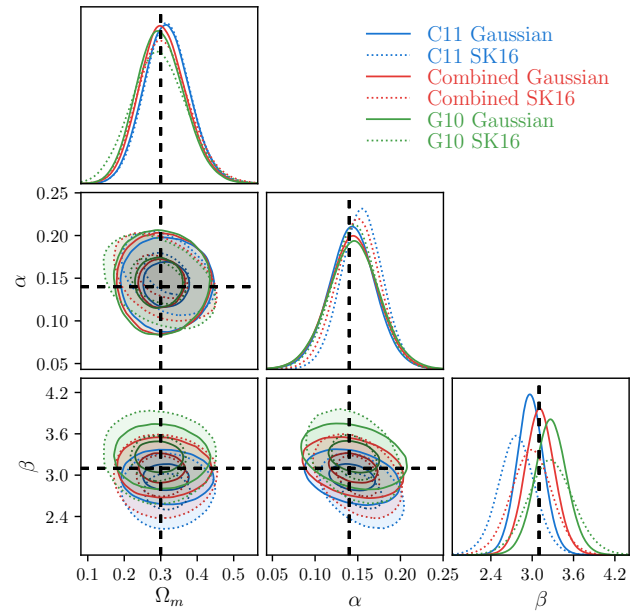 C11 Gaussian
C11 SK16
Combined Gaussian
Combined SK16
G10 Gaussian
G10 SK16
0.25
0.20
0.15
0.10
0.05
α
4.2
3.6
3.0
2.4
β
0.1 0.2 0.4 0.5
0.05 0.10 0.15 0.20 0.25
2.4 3.0 3.6 4.2
Ωm α β